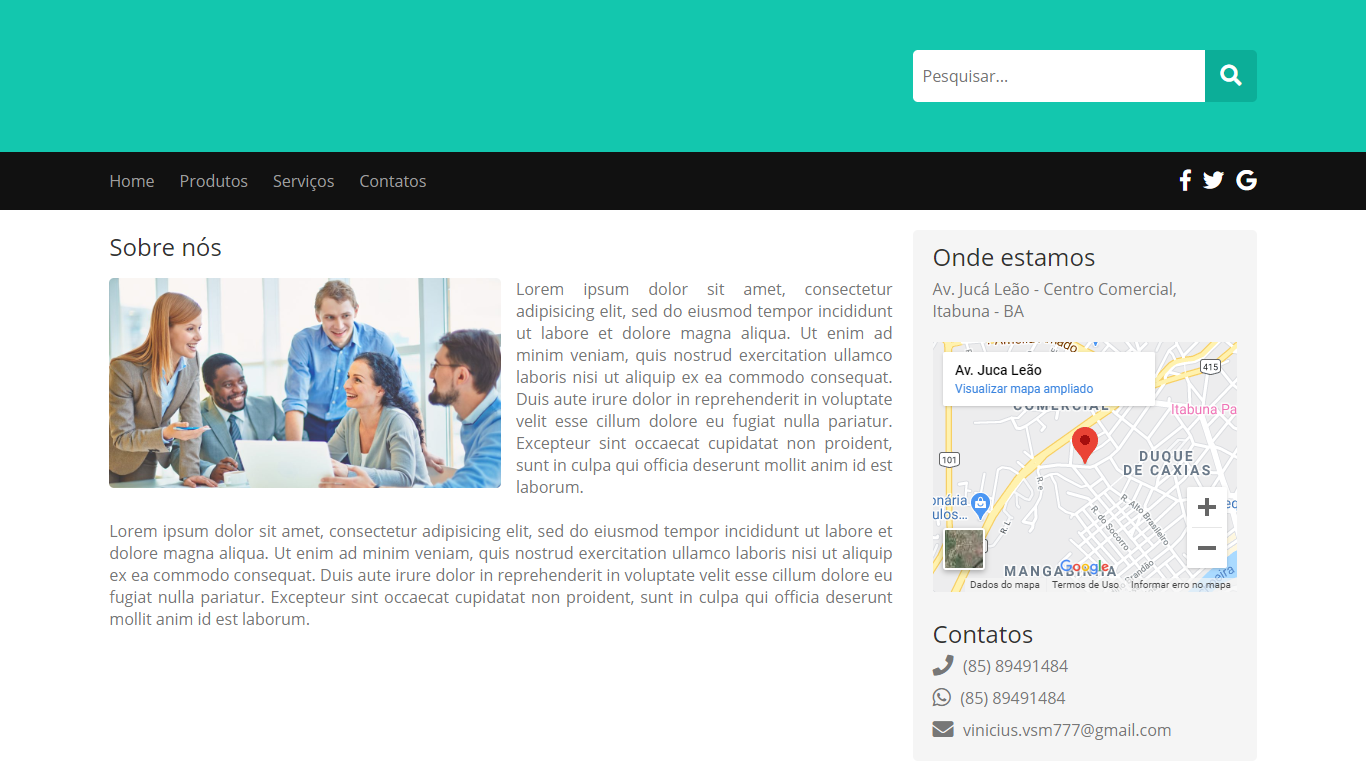 Pesquisar...
Home Produtos Serviços Contatos
Sobre nós
Lorem ipsum dolor sit amet, consectetur
adipisicing elit, sed do eiusmod tempor incididunt
ut labore et dolore magna aliqua. Ut enim ad
minim veniam, quis nostrud exercitation ullamco
laboris nisi ut aliquip ex ea commodo consequat.
Duis aute irure dolor in reprehenderit in voluptate
velit esse cillum dolore eu fugiat nulla pariatur.
Excepteur sint occaecat cupidatat non proident,
sunt in culpa qui officia deserunt mollit anim id est
laborum.
Lorem ipsum dolor sit amet, consectetur adipisicing elit, sed do eiusmod tempor incididunt ut labore et
dolore magna aliqua. Ut enim ad minim veniam, quis nostrud exercitation ullamco laboris nisi ut aliquip
ex ea commodo consequat. Duis aute irure dolor in reprehenderit in voluptate velit esse cillum dolore eu
fugiat nulla pariatur. Excepteur sint occaecat cupidatat non proident, sunt in culpa qui officia deserunt
mollit anim id est laborum.
Onde estamos
Av. Jucá Leão - Centro Comercial,
Itabuna - BA
Av. Juca Leão
Visualizar mapa ampliado
COMERCIAL
415
Itabuna Pa
101
DUQUE
DE CAXIAS
onária
ulos...
R. e
R. L
R. Alto Brasileiro
R. do Socorro
MANGABINHA
Google
Dados do mapa Termos de Uso Informar erro no mapa
Contatos
(85) 89491484
(85) 89491484
vinicius.vsm777@gmail.com